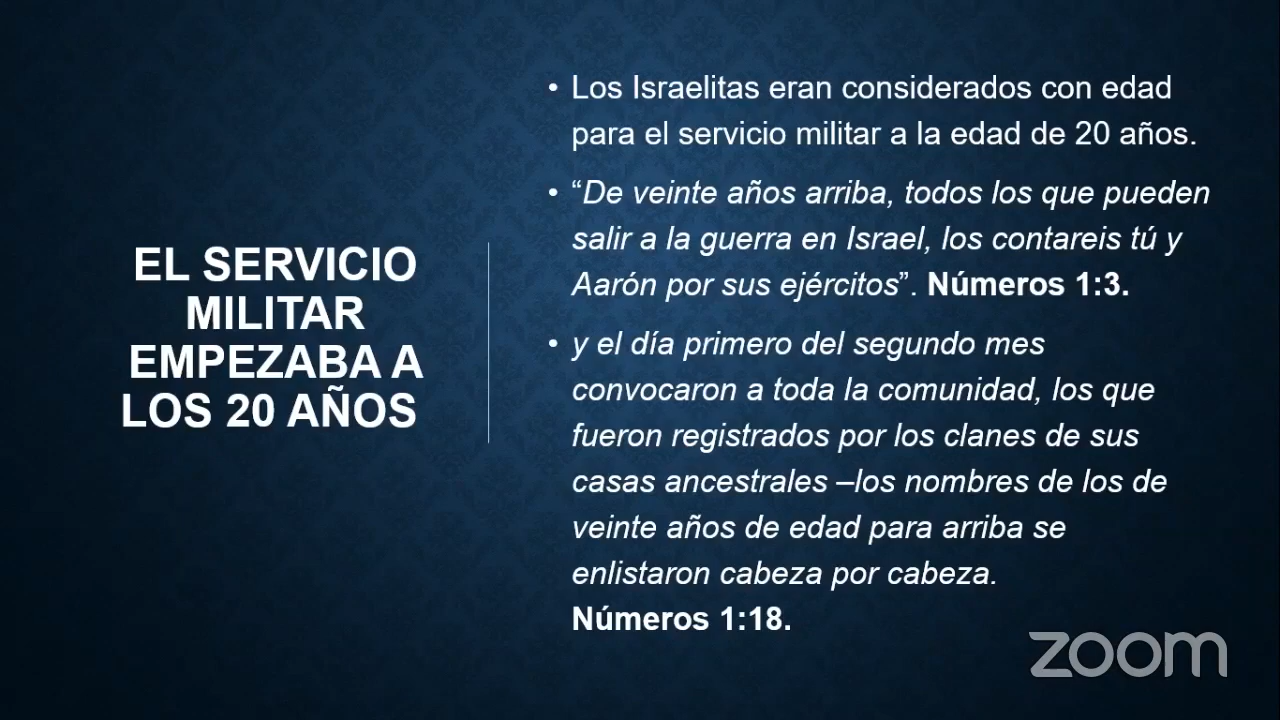 EL SERVICIO
MILITAR
EMPEZABA A
LOS 20 AÑOS
• Los Israelitas eran considerados con edad
para el servicio militar a la edad de 20 años.
• “De veinte años arriba, todos los que pueden
salir a la guerra en Israel, los contareis tú y
Aarón por sus ejércitos”. Números 1:3.
• y el día primero del segundo mes
convocaron a toda la comunidad, los que
fueron registrados por los clanes de sus
casas ancestrales –los nombres de los de
veinte años de edad para arriba se
enlistaron cabeza por cabeza.
Números 1:18.
zoom